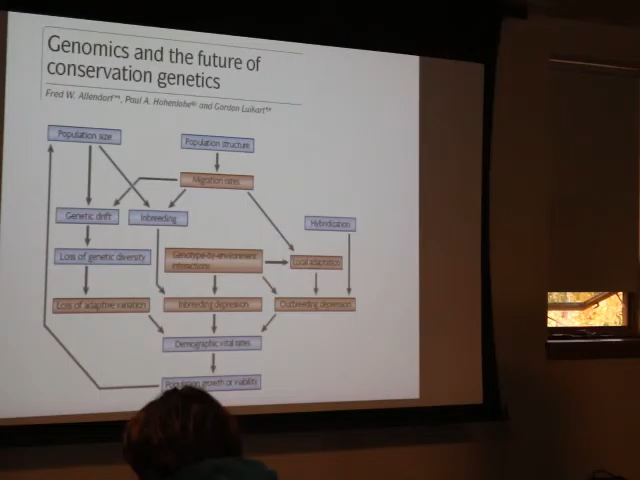 Genomics and the future of
conservation genetics
Fred W. Allendorf, Paul A. Hohenlohe and Gordon Luikart
Population size
Population structure
Migration rates
Genetic drift
Inbreeding
Hybridization
Loss of genetic diversity
Genotype-by-environment
interactions
Local adaptation
Loss of adaptive variation
Inbreeding depression
Outbreeding depression
Demographic vital rates
Population growth or viability